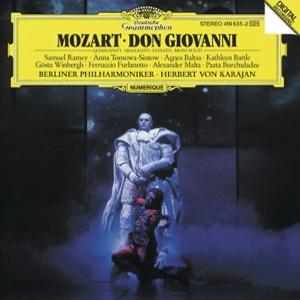 Deutsche
Grammophon
STEREO 419 635-2
DIGITAL
MOZART · DON GIOVANNI
QUERSCHNITT · HIGHLIGHTS · EXTRAITS · BRANI SCELTI
Samuel Ramey · Anna Tomowa-Sintow · Agnes Baltsa · Kathleen Battle
Gösta Winbergh · Ferruccio Furlanetto · Alexander Malta · Paata Burchuladze
BERLINER PHILHARMONIKER · HERBERT VON KARAJAN
NUMERIQUE